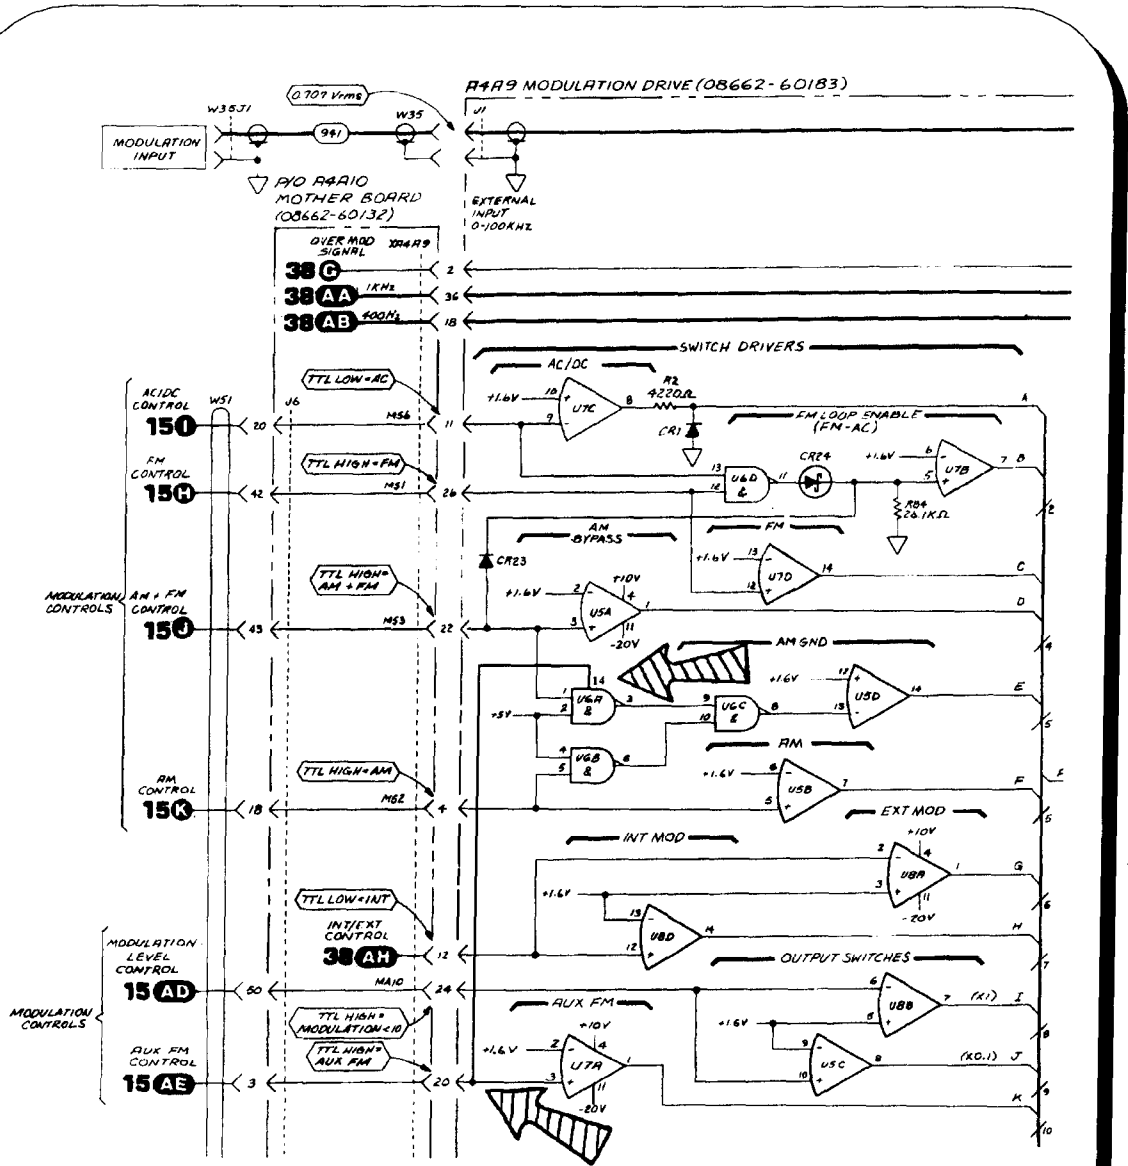 A4A9 MODULATION DRIVE (08662-60183)
0.707 Vrms
W35J1
W35
J1
941
MODULATION
INPUT
P/O A4A10
MOTHER BOARD
(08662-60132)
EXTERNAL
INPUT
0-100KHZ
OVER MOD
SIGNAL
XA4A9
38 G
2
38 AA
1KHz
36
38 AB
400Hz
18
SWITCH DRIVERS
AC/DC
R2
4220Ω
+1.6V
10
+
9
-
U7C
8
A
CR1
AC/DC
CONTROL
15 I
W51
J6
20
TTL LOW=AC
MS6
11
FM LOOP ENABLE
(FM-AC)
FM
CONTROL
15 H
42
TTL HIGH=FM
MS1
26
13
12
U6D
&
11
CR24
+1.6V
6
-
5
+
U7B
7
B
2
R84
AM
BYPASS
FM
CR23
+1.6V
13
-
12
+
U7D
14
C
MODULATION
CONTROLS
AM + FM
CONTROL
15 J
43
TTL HIGH=
AM + FM
MS3
22
+1.6V
2
-
3
+
U5A
+10V
4
11
-20V
1
D
4
AM GND
14
1
2
U6A
&
3
+5V
9
10
U6C
&
8
+1.6V
12
+
13
-
U5D
14
E
5
4
5
U6B
&
6
AM
AM
CONTROL
15 K
18
TTL HIGH=AM
MS2
4
+1.6V
6
-
5
+
U5B
7
F
5
INT MOD
EXT MOD
2
-
3
+
U8A
+10V
4
11
-20V
1
G
6
TTL LOW=INT
INT/EXT
CONTROL
38 AH
12
+1.6V
13
-
12
+
U8D
14
H
7
OUTPUT SWITCHES
MODULATION
LEVEL
CONTROL
15 AD
50
MA10
24
TTL HIGH=
MODULATION<10
6
-
5
+
U8B
7
(X1)
I
8
+1.6V
9
-
10
+
U5C
8
(X0.1)
J
9
MODULATION
CONTROLS
AUX FM
CONTROL
15 AE
3
TTL HIGH=
AUX FM
20
AUX FM
+1.6V
2
-
3
+
U7A
+10V
4
11
-20V
1
K
10